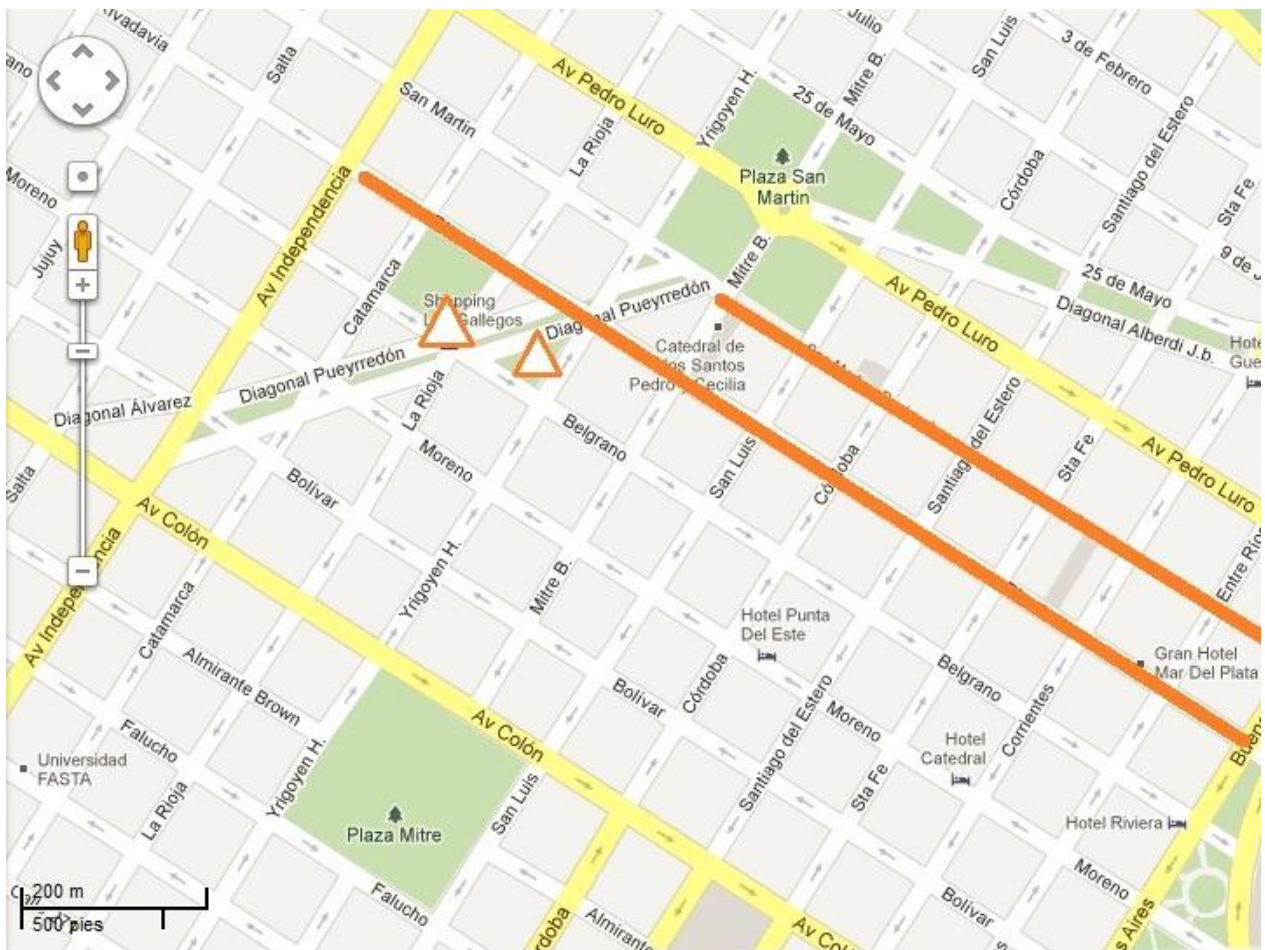 Rivadavia
Salta
Julio
San Luis
3 de Febrero
Av Pedro Luro
Yrigoyen H.
Mitre B.
25 de Mayo
Santiago del Estero
San Martin
La Rioja
Córdoba
Sta Fe
Plaza San
Martin
Moreno
Av Independencia
Jujuy
Catamarca
Mitre B.
Av Pedro Luro
25 de Mayo
9 de J
Diagonal Alberdi J.b.
Shopping
Gallegos
Diagonal Pueyrredón
Catedral de
los Santos
Pedro y Cecilia
Hote
Gue
Diagonal Pueyrredón
Diagonal Álvarez
La Rioja
Belgrano
San Luis
Córdoba
Santiago del Estero
Sta Fe
Av Pedro Luro
Salta
Moreno
Bolívar
Av Colón
Yrigoyen H.
Mitre B.
Entre Ríos
Av Independencia
Catamarca
Hotel Punta
Del Este
Gran Hotel
Mar Del Plata
Almirante Brown
Bolívar
Córdoba
Belgrano
Moreno
Santiago del Estero
Corrientes
Falucho
Av Colón
Hotel
Catedral
Sta Fe
Universidad
FASTA
La Rioja
Yrigoyen H.
Plaza Mitre
San Luis
Hotel Riviera
Buenos Aires
200 m
500 pies
Falucho
Almirante
Av Co
Bolívar
Moreno